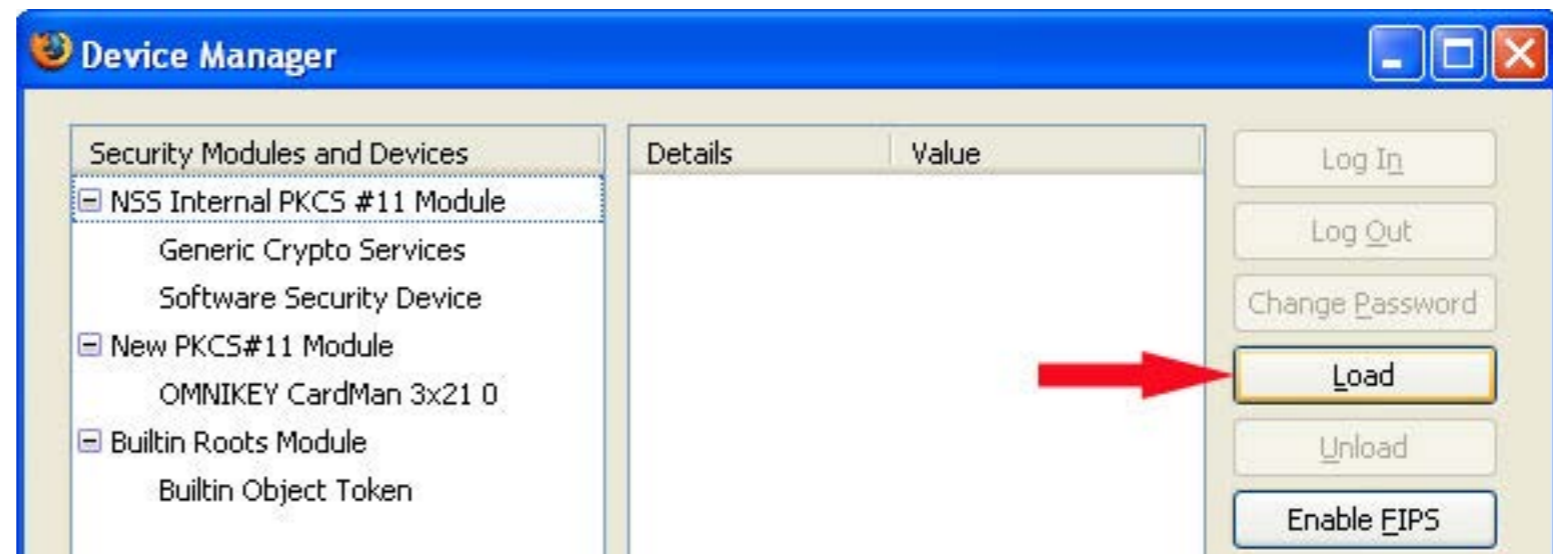 Device Manager
Security Modules and Devices
NSS Internal PKCS #11 Module
Generic Crypto Services
Software Security Device
New PKCS#11 Module
OMNIKEY CardMan 3x21 0
Builtin Roots Module
Builtin Object Token
Details Value
Log In
Log Out
Change Password
Load
Unload
Enable FIPS